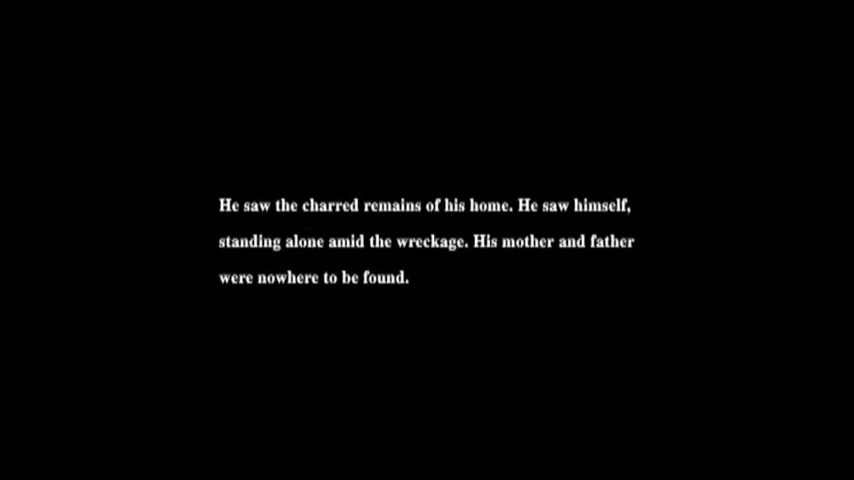 He saw the charred remains of his home. He saw himself,
standing alone amid the wreckage. His mother and father
were nowhere to be found.